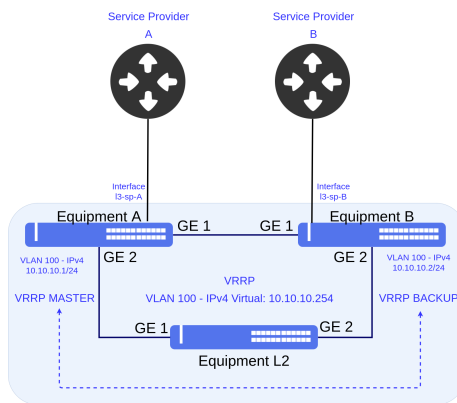 Service Provider
A
Service Provider
B
Interface
l3-sp-A
Interface
l3-sp-B
Equipment A
GE 1
GE 1
Equipment B
VLAN 100 - IPv4
10.10.10.1/24
GE 2
GE 2
VLAN 100 - IPv4
10.10.10.2/24
VRRP
VRRP MASTER
VLAN 100 - IPv4 Virtual: 10.10.10.254
VRRP BACKUP
GE 1
GE 2
Equipment L2